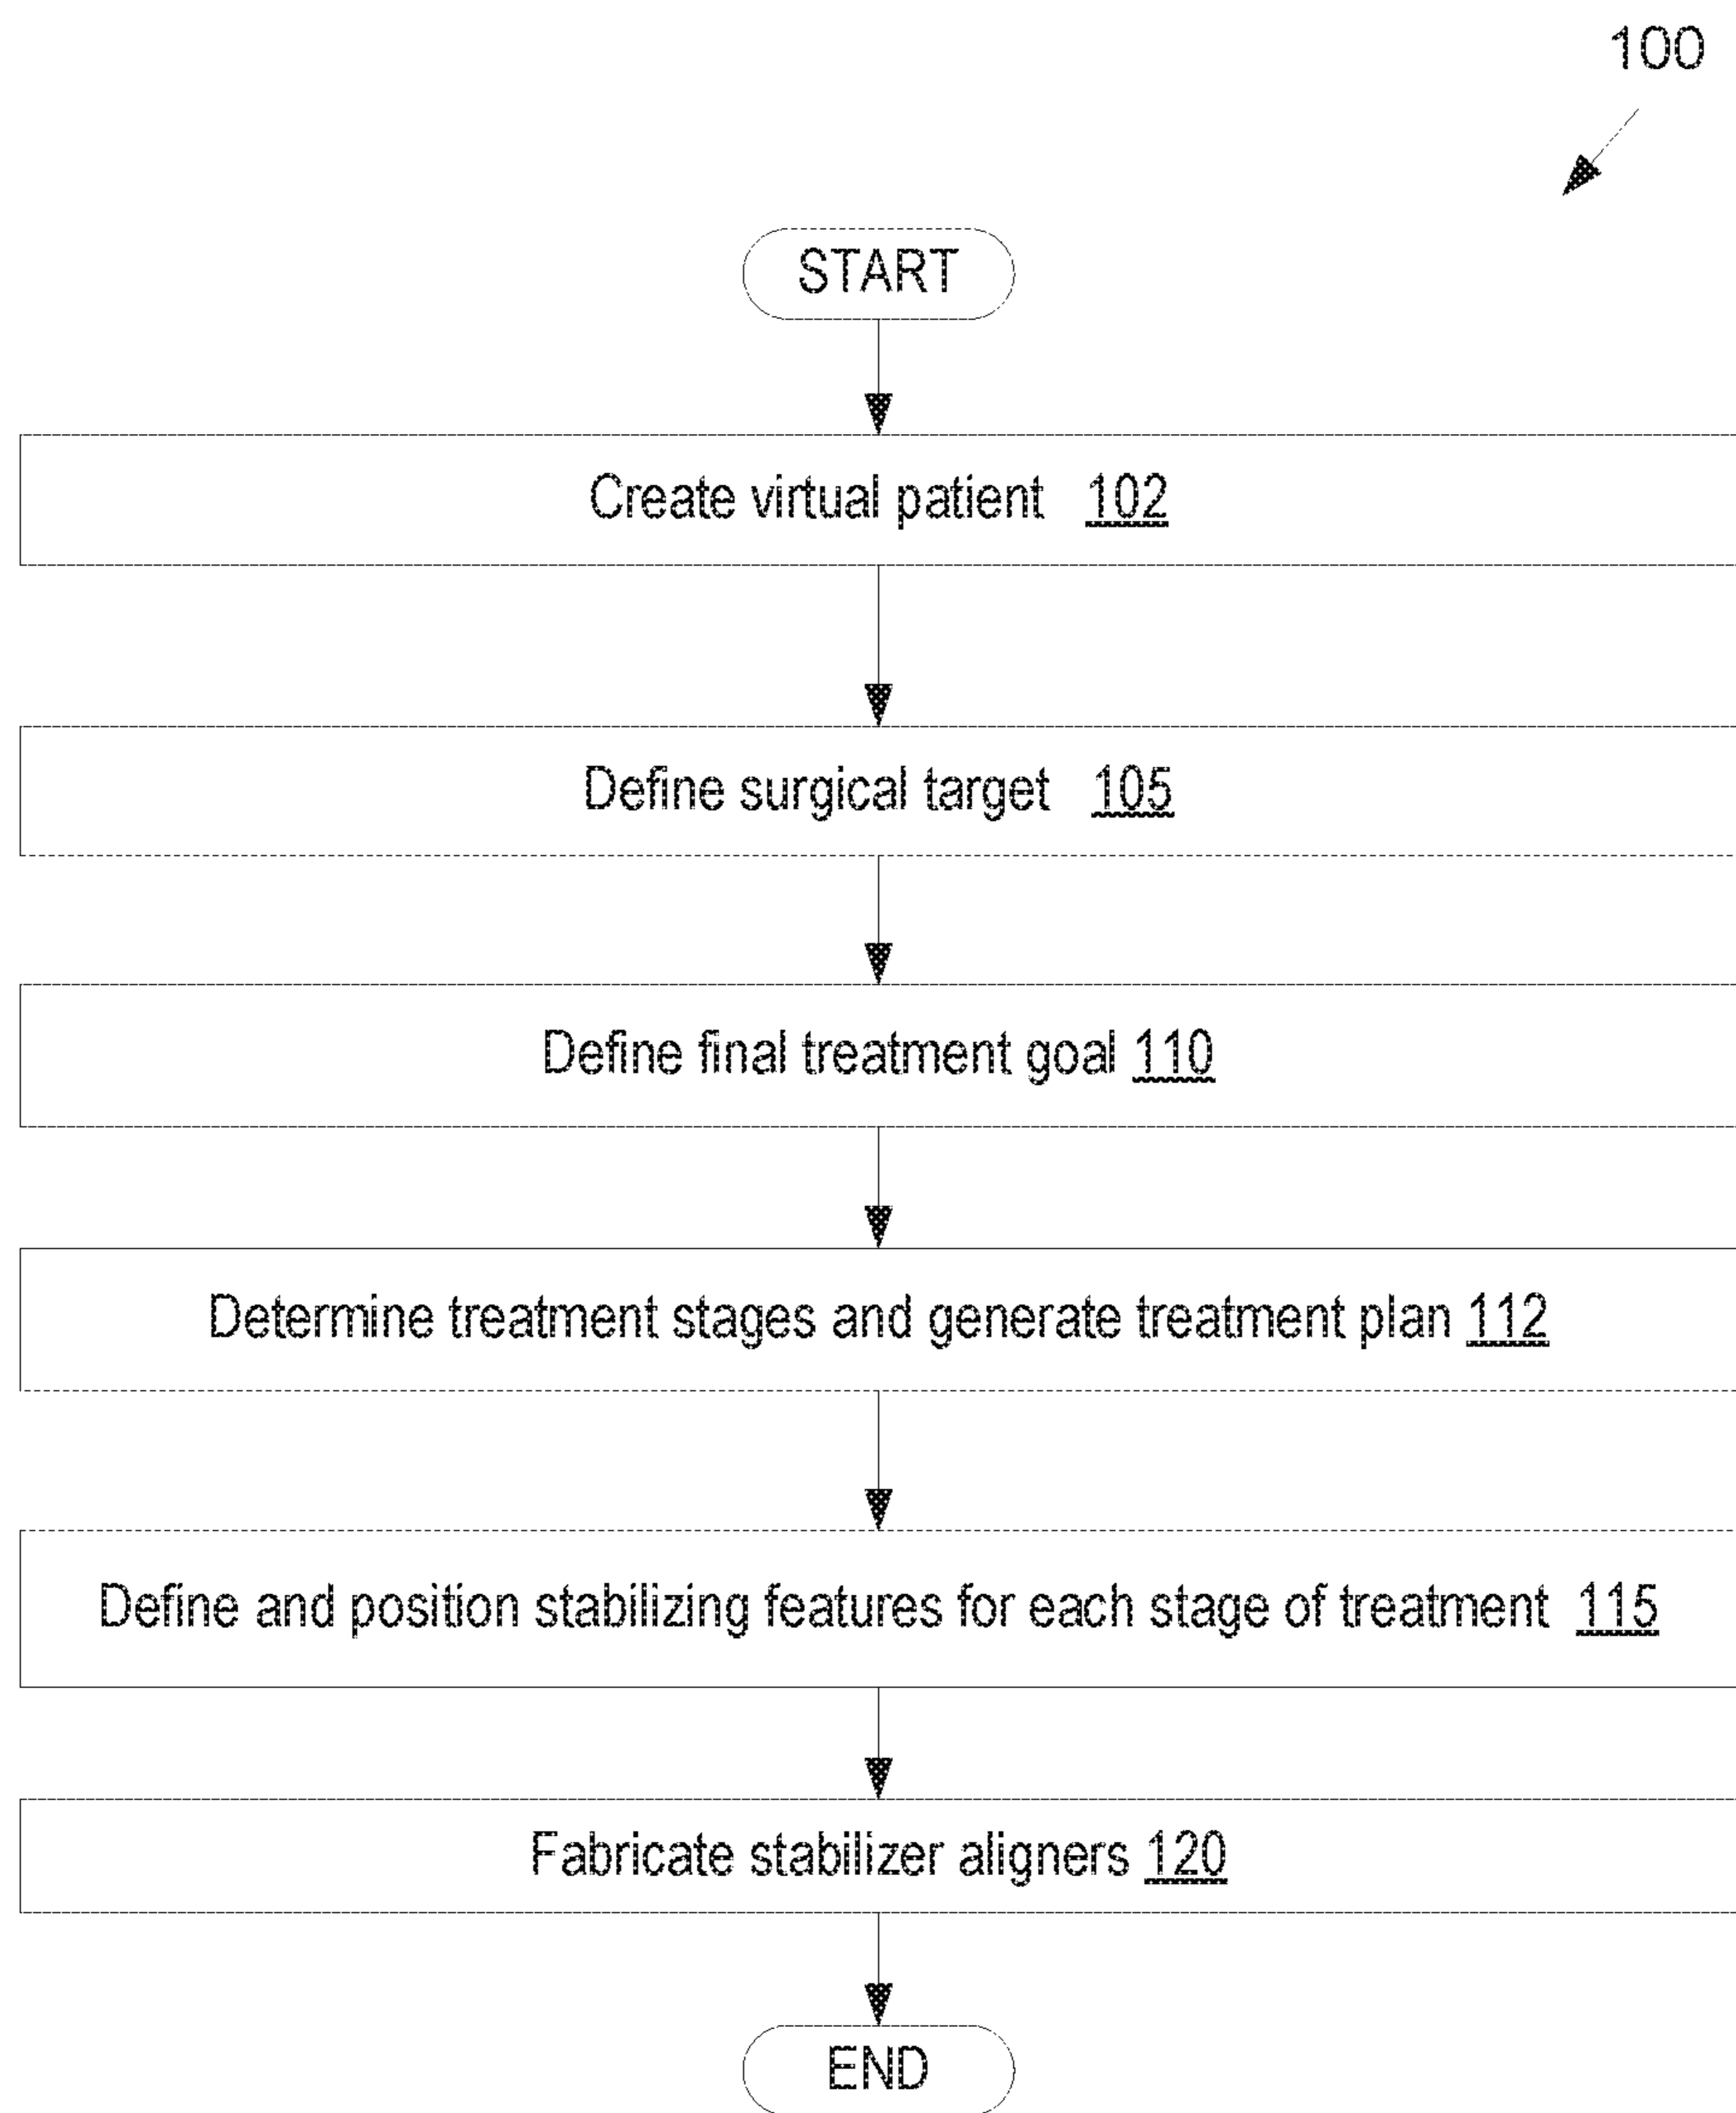 100
START
Create virtual patient 102
Define surgical target 105
Define final treatment goal 110
Determine treatment stages and generate treatment plan 112
Define and position stabilizing features for each stage of treatment 115
Fabricate stabilizer aligners 120
END